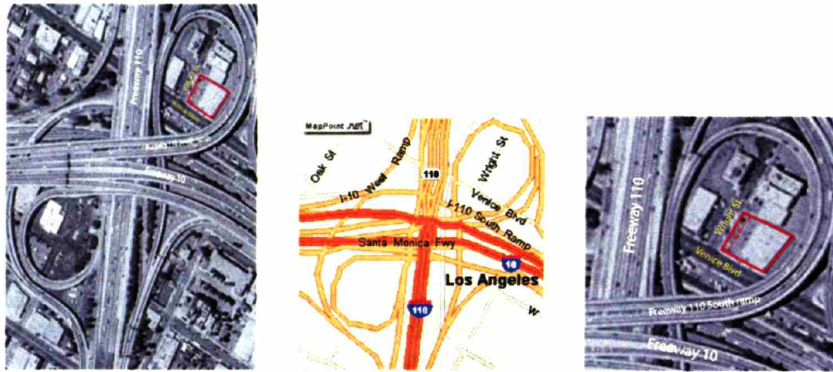 Freeway 110
Freeway 10
MapPoint .net
Oak St
I-10 West Ramp
110
Wright St
Venice Blvd
I-110 South Ramp
Santa Monica Fwy
10
Los Angeles
110
W
Freeway 110
Wright St.
Venice Blvd
Freeway 110 South ramp
Freeway 10